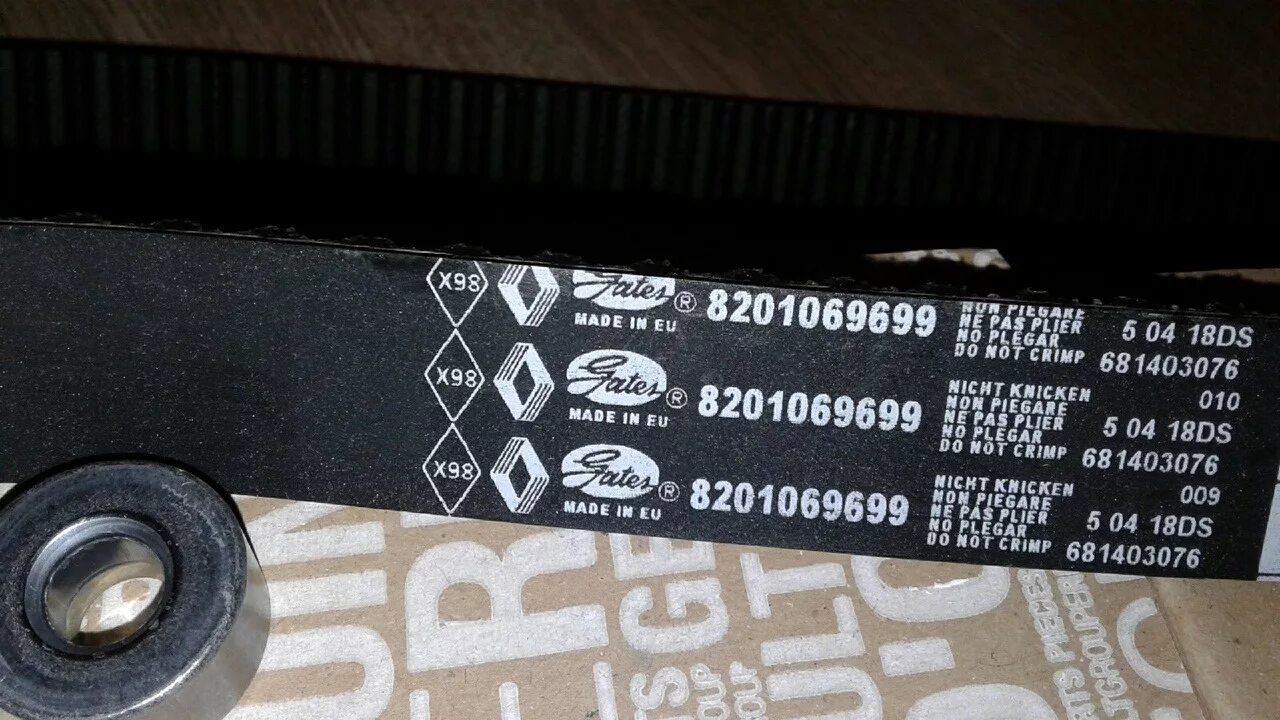 X98 Gates ® 8201069699 NON PIEGARE 5 04 18DS
MADE IN EU NE PAS PLIER
NO PLEGAR
DO NOT CRIMP 681403076
X98 Gates ® 8201069699 NICHT KNICKEN 010
MADE IN EU NON PIEGARE
NE PAS PLIER 5 04 18DS
NO PLEGAR
DO NOT CRIMP 681403076
X98 Gates ® 8201069699 NICHT KNICKEN 009
MADE IN EU NON PIEGARE
NE PAS PLIER 5 04 18DS
NO PLEGAR
DO NOT CRIMP 681403076